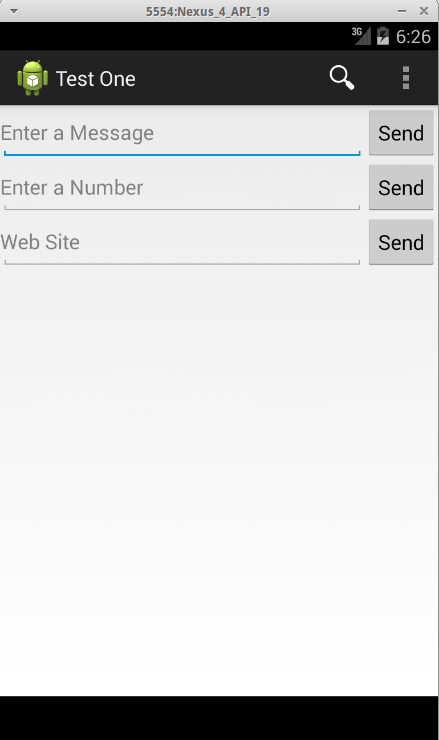 5554:Nexus_4_API_19
3G 6:26
Test One
Enter a Message Send
Enter a Number Send
Web Site Send